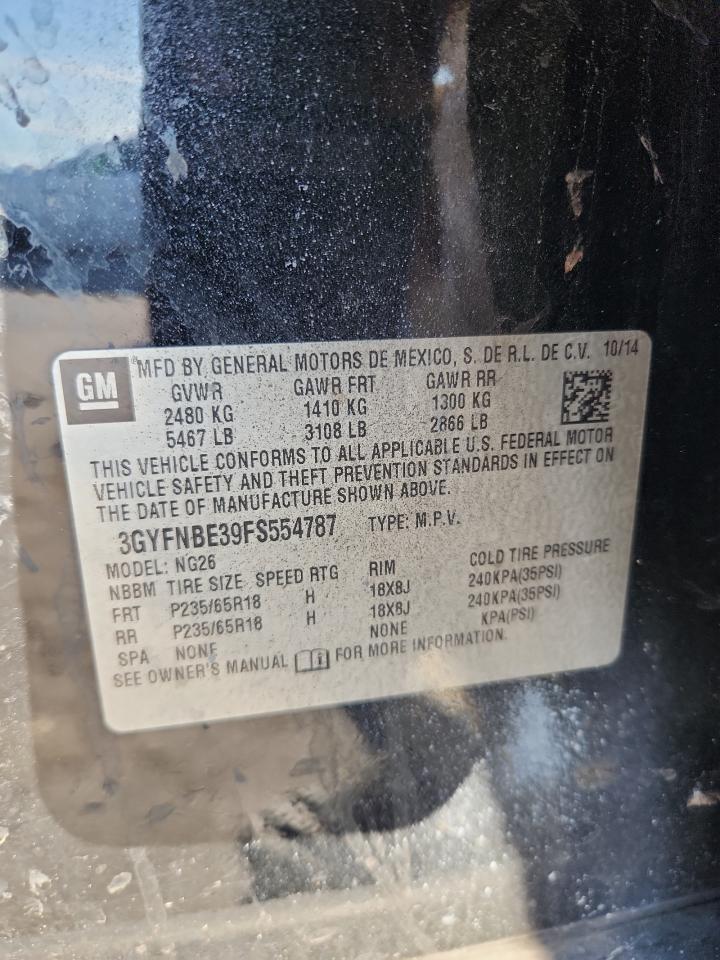 GM
MFD BY GENERAL MOTORS DE MEXICO, S. DE R.L. DE C.V. 10/14
GVWR GAWR FRT GAWR RR
2480 KG 1410 KG 1300 KG
5467 LB 3108 LB 2866 LB
THIS VEHICLE CONFORMS TO ALL APPLICABLE U.S. FEDERAL MOTOR
VEHICLE SAFETY AND THEFT PREVENTION STANDARDS IN EFFECT ON
THE DATE OF MANUFACTURE SHOWN ABOVE.
3GYFNBE39FS554787 TYPE: M.P.V.
MODEL: NG26
NBBM TIRE SIZE SPEED RTG RIM COLD TIRE PRESSURE
FRT P235/65R18 H 18X8J 240KPA(35PSI)
RR P235/65R18 H 18X8J 240KPA(35PSI)
SPA NONE NONE KPA(PSI)
SEE OWNER'S MANUAL FOR MORE INFORMATION.